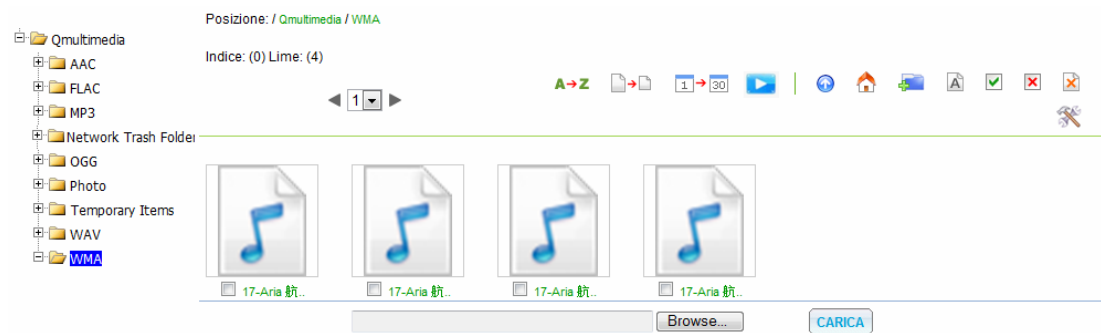 Posizione: / Qmultimedia / WMA
Indice: (0) Lime: (4)
Qmultimedia
AAC
FLAC
MP3
Network Trash Folder
OGG
Photo
Temporary Items
WAV
WMA
1
A→Z
1→30
A
17-Aria 航..
17-Aria 航..
17-Aria 航..
17-Aria 航..
Browse...
CARICA